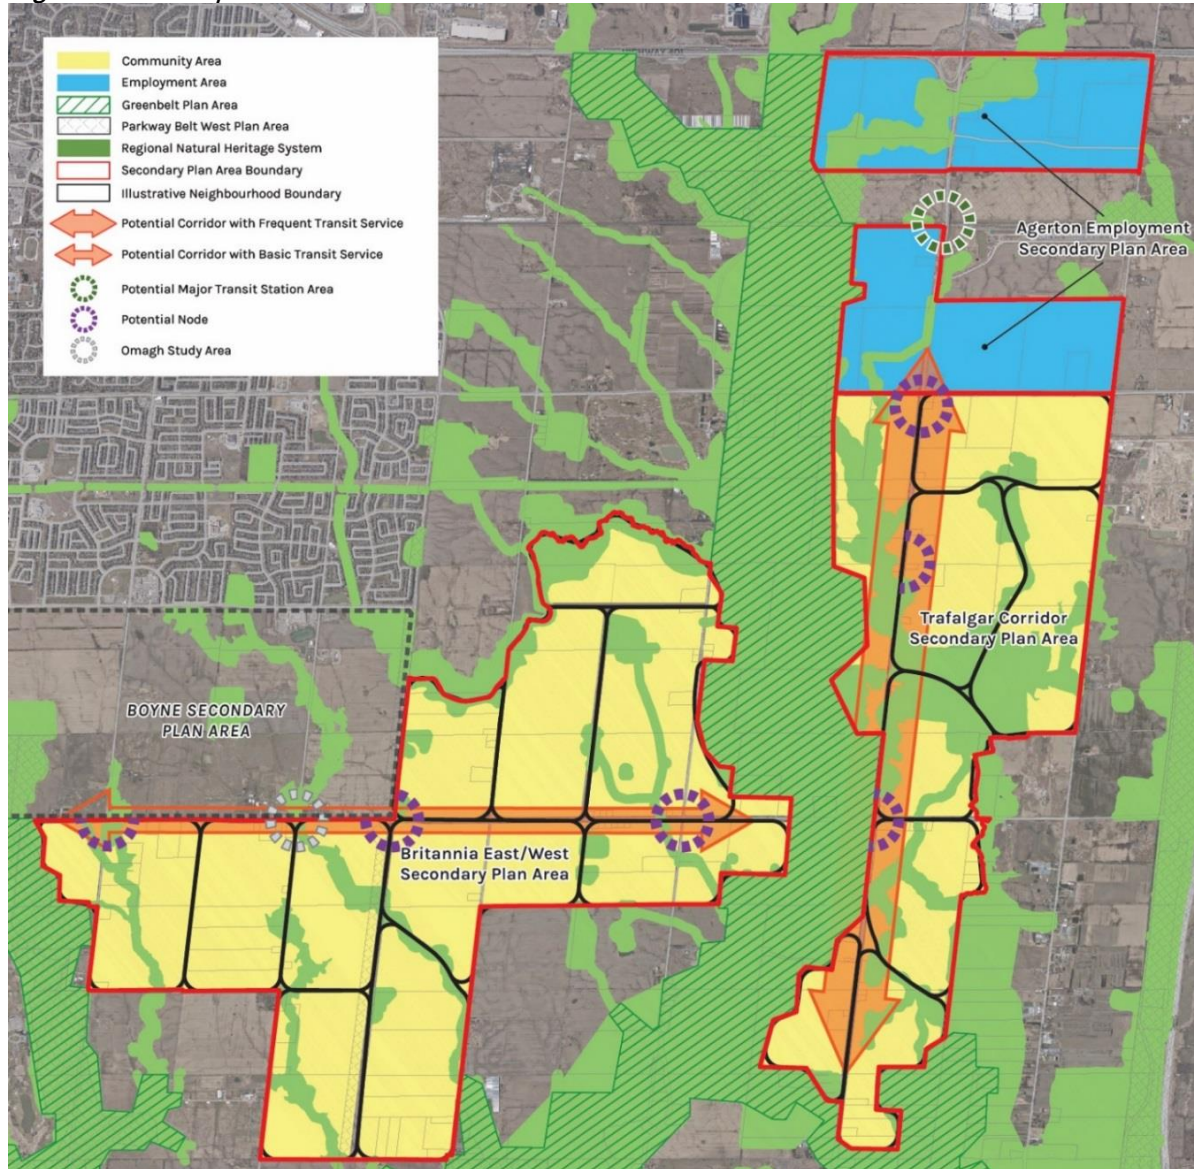 Community Area
Employment Area
Greenbelt Plan Area
Parkway Belt West Plan Area
Regional Natural Heritage System
Secondary Plan Area Boundary
Illustrative Neighbourhood Boundary
Potential Corridor with Frequent Transit Service
Potential Corridor with Basic Transit Service
Potential Major Transit Station Area
Potential Node
Omagh Study Area
HIGHWAY 401
Agerton Employment
Secondary Plan Area
Trafalgar Corridor
Secondary Plan Area
BOYNE SECONDARY
PLAN AREA
Britannia East/West
Secondary Plan Area